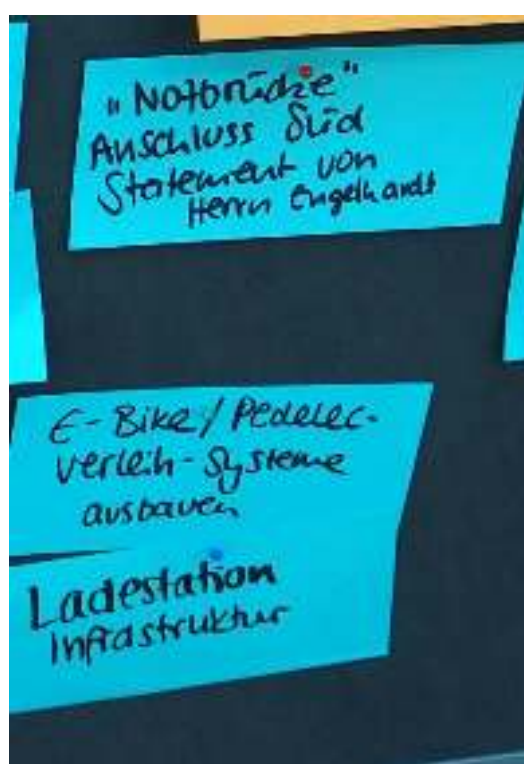 "Notbrücke"
Anschluss Süd
Statement von
Herrn Engelhardt
E-Bike/Pedelec-
verleih-Systeme
ausbauen
Ladestation
Infrastruktur